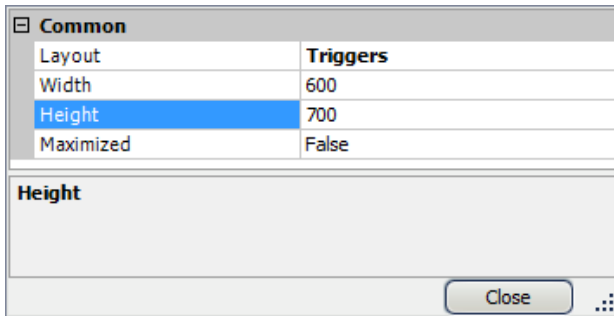 Common
Layout Triggers
Width 600
Height 700
Maximized False
Height
Close